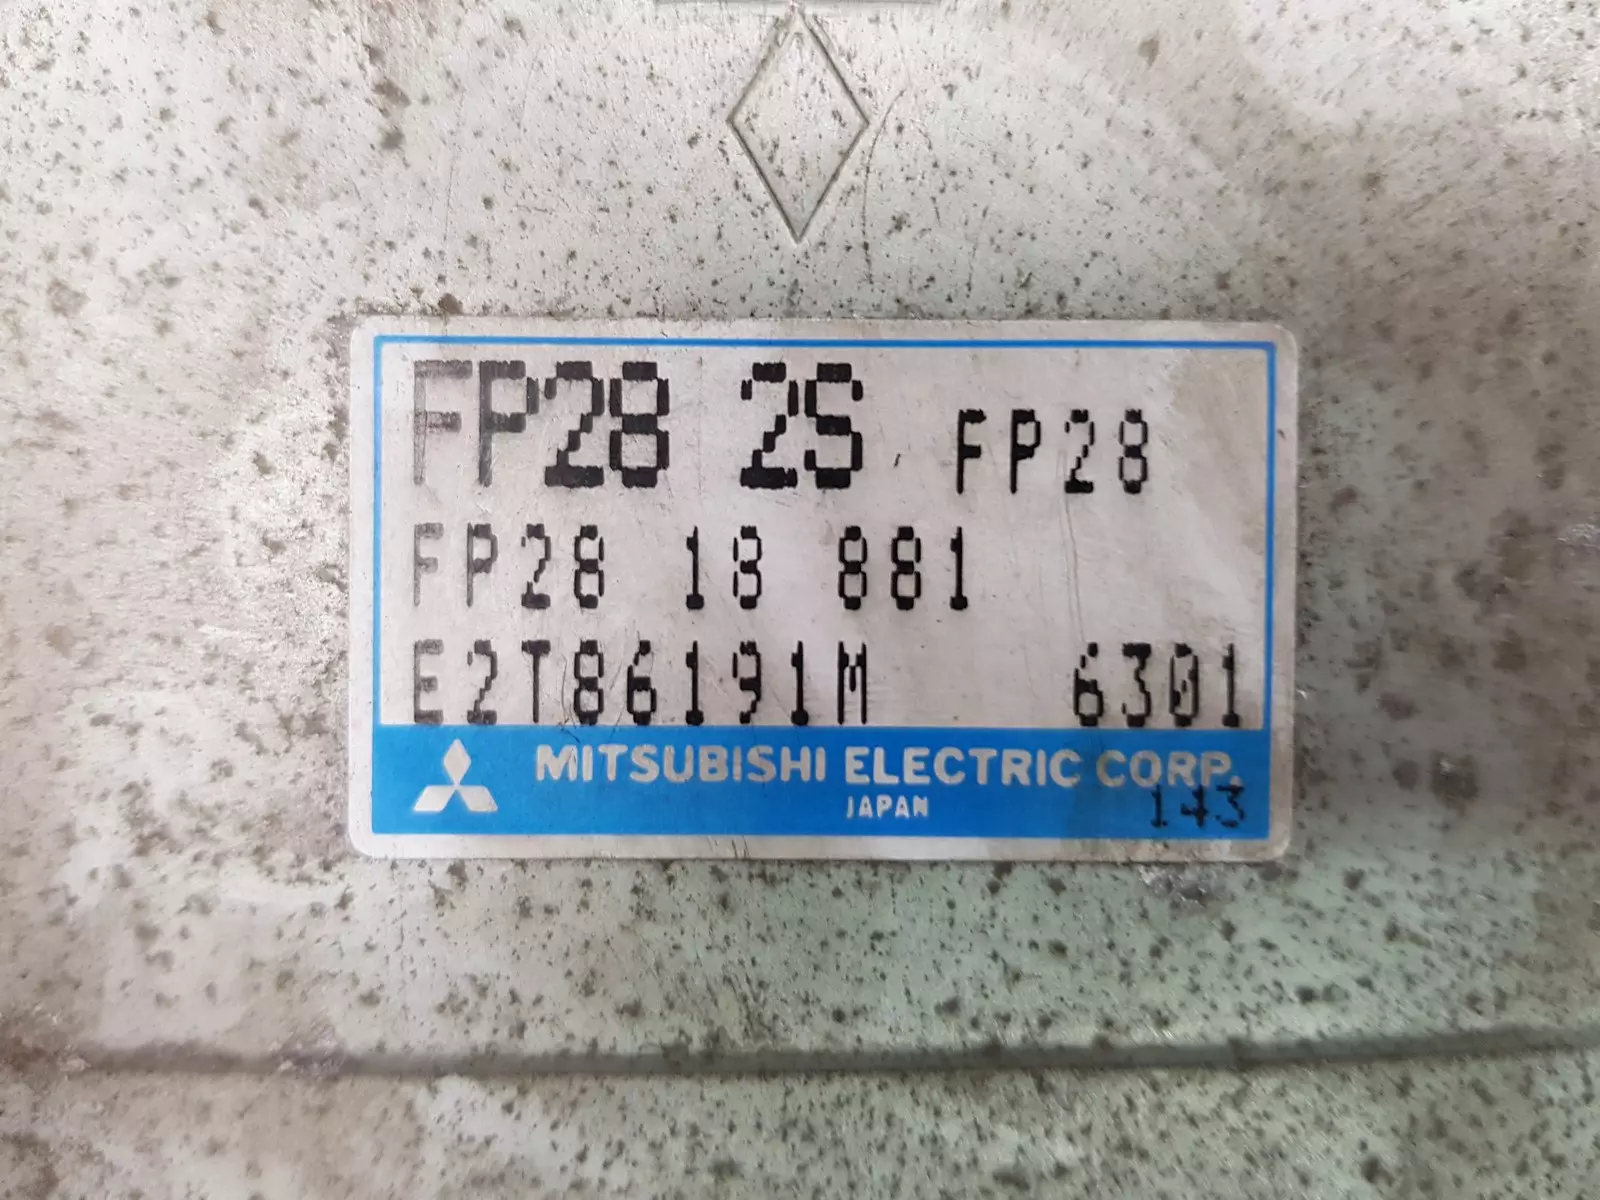 FP28 2S FP28
FP28 18 881
E2T86191M 6301
MITSUBISHI ELECTRIC CORP.
JAPAN 143